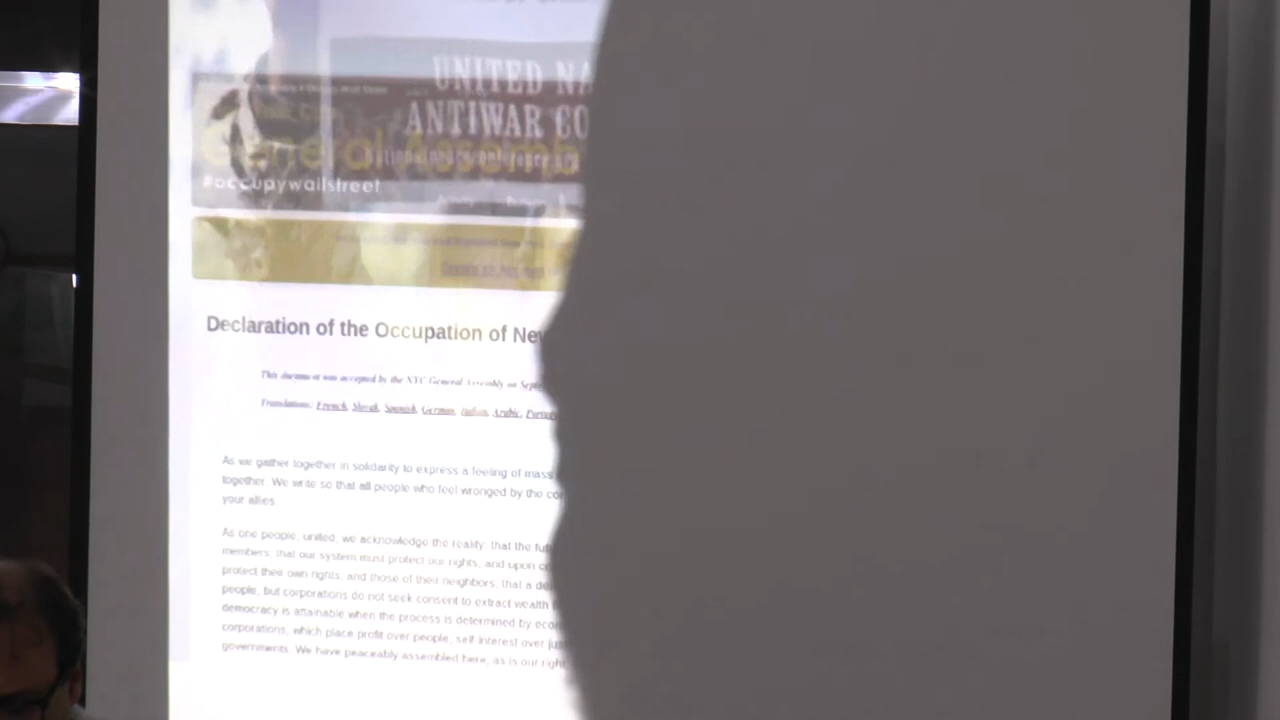 UNITED NA
ANTIWAR CO
General Assemb
#occupywallstreet
Declaration of the Occupation of New
This document was accepted by the NYC General Assembly on Septe
Translations: French, Slovak, Spanish, German, Italian, Arabic, Portu
As we gather together in solidarity to express a feeling of mass
together. We write so that all people who feel wronged by the co
your allies.
As one people, united, we acknowledge the reality: that the fut
members; that our system must protect our rights, and upon co
protect their own rights, and those of their neighbors; that a de
people, but corporations do not seek consent to extract wealth
democracy is attainable when the process is determined by econ
corporations, which place profit over people, self-interest over jus
governments. We have peaceably assembled here, as is our right,